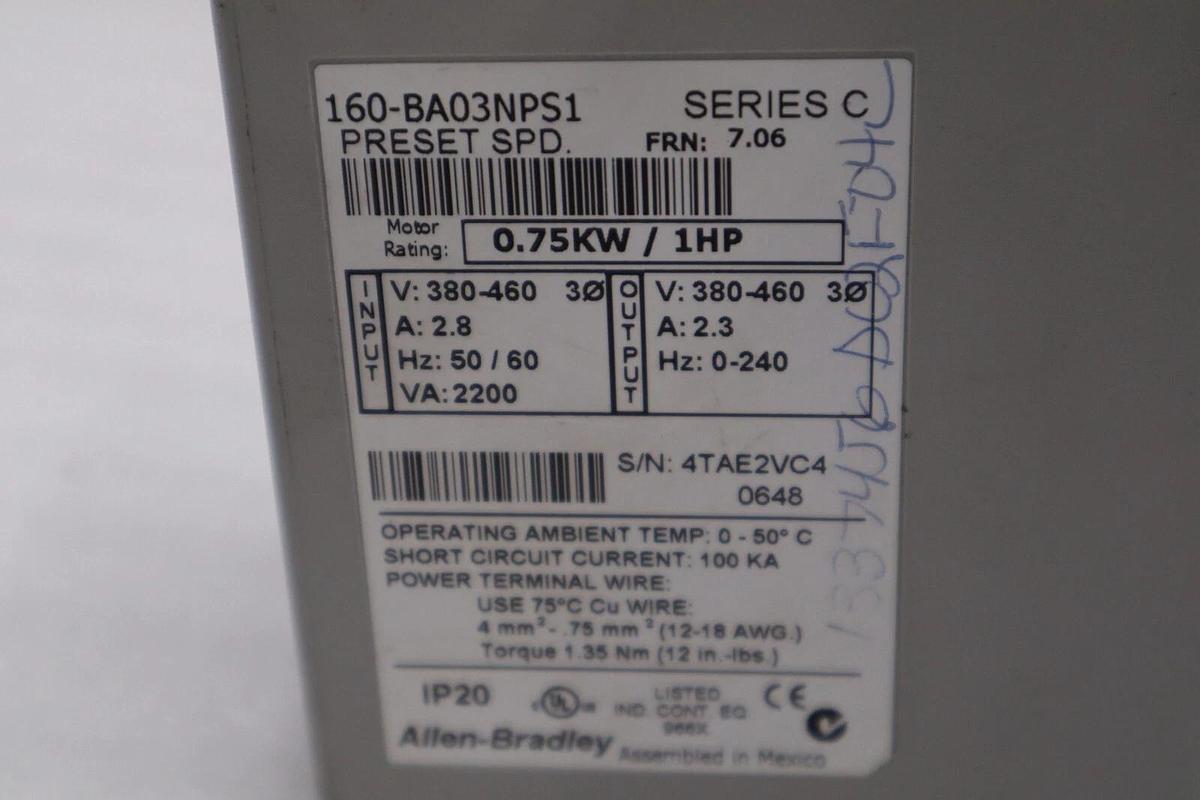 160-BA03NPS1 SERIES C
PRESET SPD. FRN: 7.06
Motor Rating: 0.75KW / 1HP
INPUT
V: 380-460 3Ø
A: 2.8
Hz: 50 / 60
VA: 2200
OUTPUT
V: 380-460 3Ø
A: 2.3
Hz: 0-240
S/N: 4TAE2VC4
0648
OPERATING AMBIENT TEMP: 0 - 50° C
SHORT CIRCUIT CURRENT: 100 KA
POWER TERMINAL WIRE:
USE 75°C Cu WIRE:
4 mm²- .75 mm² (12-18 AWG.)
Torque 1.35 Nm (12 in.-lbs.)
IP20
c UL us
LISTED
IND. CONT. EQ
966X
CE
Allen-Bradley
Assembled in Mexico